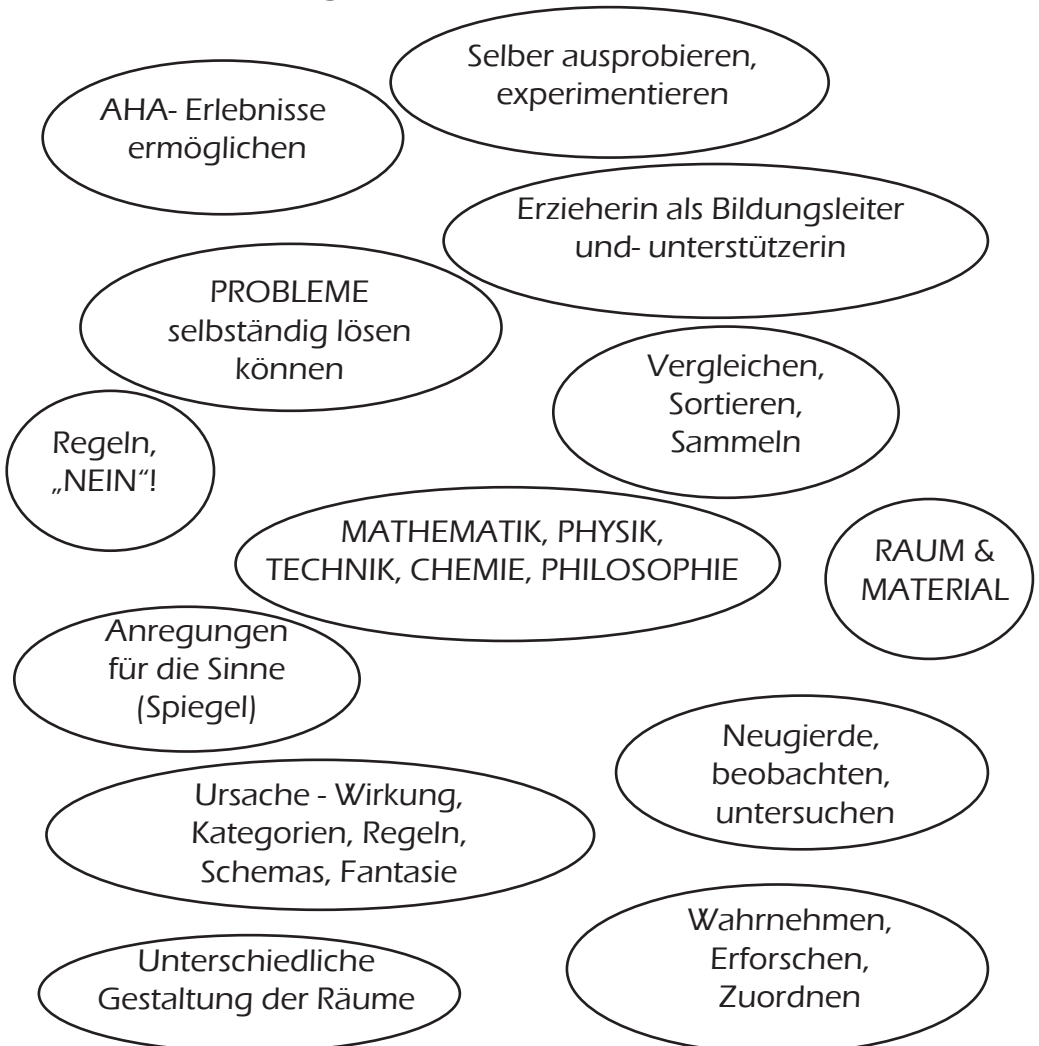 Selber ausprobieren,
experimentieren
AHA- Erlebnisse
ermöglichen
Erzieherin als Bildungsleiter
und- unterstützerin
PROBLEME
selbständig lösen
können
Vergleichen,
Sortieren,
Sammeln
Regeln,
„NEIN“!
MATHEMATIK, PHYSIK,
TECHNIK, CHEMIE, PHILOSOPHIE
RAUM &
MATERIAL
Anregungen
für die Sinne
(Spiegel)
Neugierde,
beobachten,
untersuchen
Ursache - Wirkung,
Kategorien, Regeln,
Schemas, Fantasie
Wahrnehmen,
Erforschen,
Zuordnen
Unterschiedliche
Gestaltung der Räume